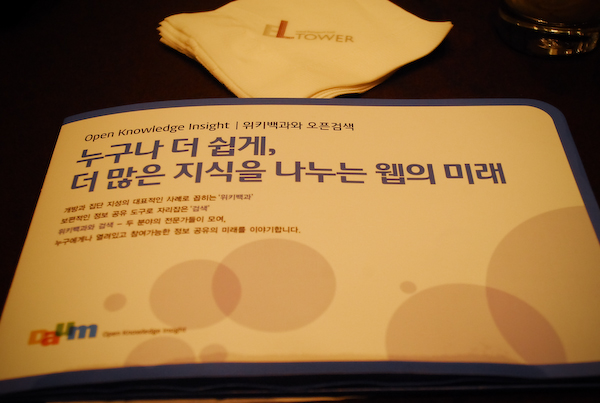 EL TOWER
Open Knowledge Insight | 위키백과와 오픈검색
누구나 더 쉽게,
더 많은 지식을 나누는 웹의 미래
개방과 집단 지성의 대표적인 사례로 꼽히는 '위키백과'
보편적인 정보 공유 도구로 자리잡은 '검색'
위키백과와 검색 – 두 분야의 전문가들이 모여,
누구에게나 열려있고 참여가능한 정보 공유의 미래를 이야기합니다.
Daum Open Knowledge Insight